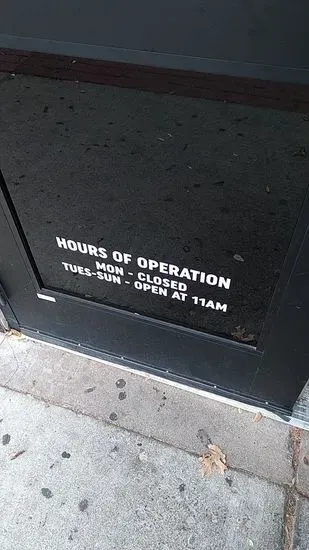 HOURS OF OPERATION
MON - CLOSED
TUES-SUN - OPEN AT 11AM